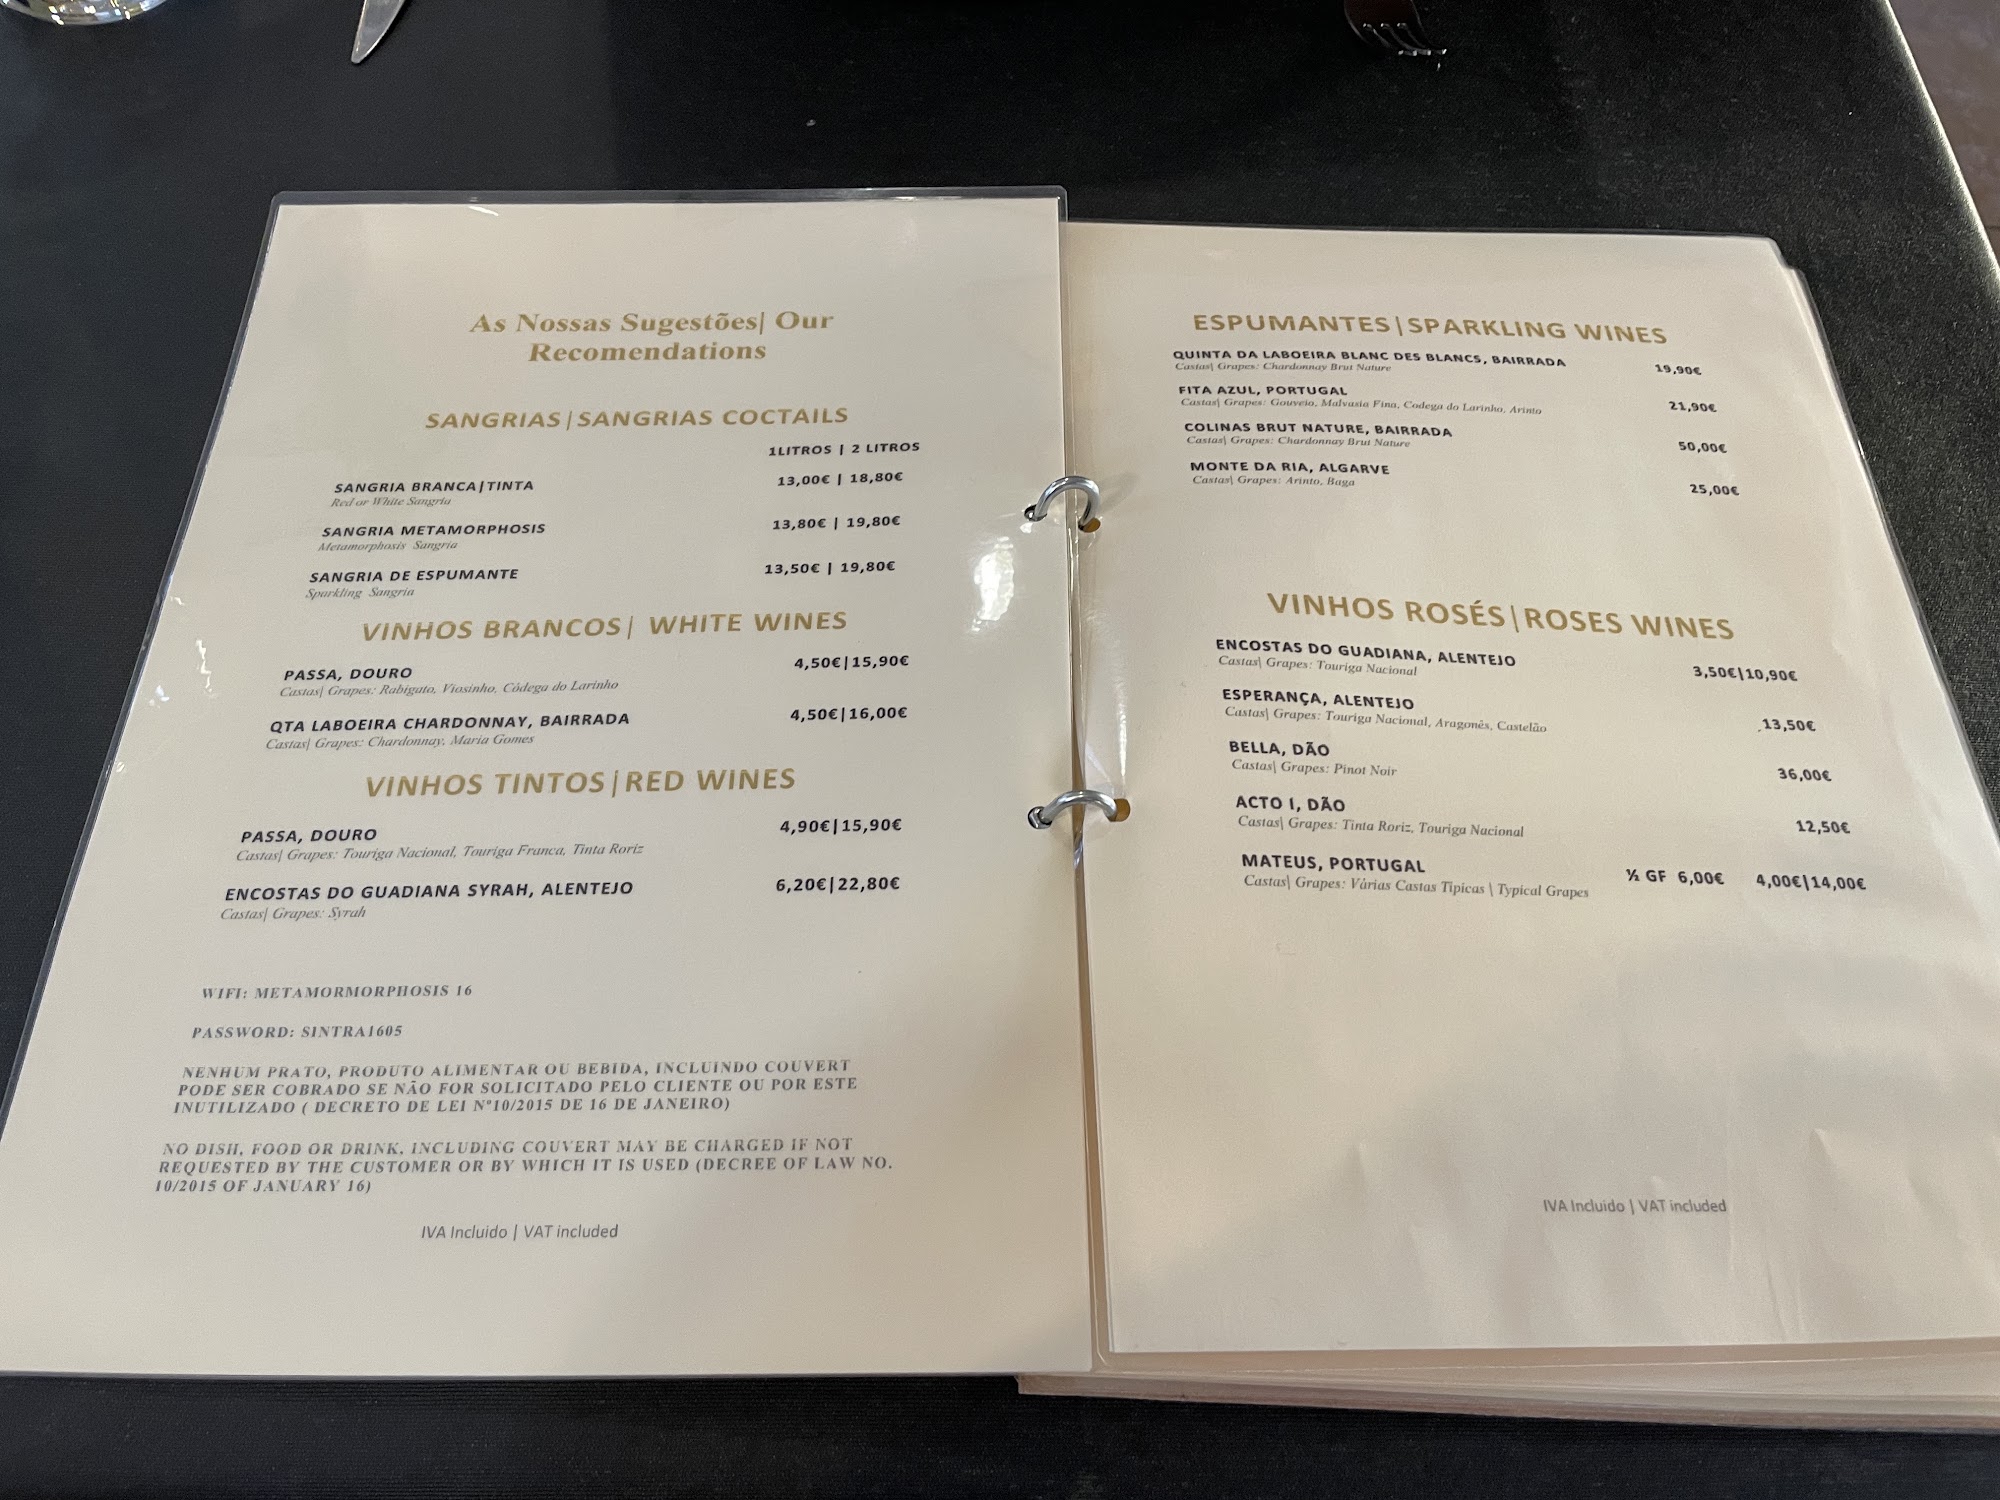 As Nossas Sugestões| Our
Recomendations
SANGRIAS|SANGRIAS COCTAILS
1LITROS | 2 LITROS
SANGRIA BRANCA|TINTA 13,00€ | 18,80€
Red or White Sangria
SANGRIA METAMORPHOSIS 13,80€ | 19,80€
Metamorphosis Sangria
SANGRIA DE ESPUMANTE 13,50€ | 19,80€
Sparkling Sangria
VINHOS BRANCOS| WHITE WINES
PASSA, DOURO 4,50€|15,90€
Castas| Grapes: Rabigato, Viosinho, Códega do Larinho
QTA LABOEIRA CHARDONNAY, BAIRRADA 4,50€|16,00€
Castas| Grapes: Chardonnay, Maria Gomes
VINHOS TINTOS|RED WINES
PASSA, DOURO 4,90€|15,90€
Castas| Grapes: Touriga Nacional, Touriga Franca, Tinta Roriz
ENCOSTAS DO GUADIANA SYRAH, ALENTEJO 6,20€|22,80€
Castas| Grapes: Syrah
WIFI: METAMORMORPHOSIS 16
PASSWORD: SINTRA1605
NENHUM PRATO, PRODUTO ALIMENTAR OU BEBIDA, INCLUINDO COUVERT
PODE SER COBRADO SE NÃO FOR SOLICITADO PELO CLIENTE OU POR ESTE
INUTILIZADO ( DECRETO DE LEI Nº10/2015 DE 16 DE JANEIRO)
NO DISH, FOOD OR DRINK, INCLUDING COUVERT MAY BE CHARGED IF NOT
REQUESTED BY THE CUSTOMER OR BY WHICH IT IS USED (DECREE OF LAW NO.
10/2015 OF JANUARY 16)
IVA Incluido | VAT included
ESPUMANTES|SPARKLING WINES
QUINTA DA LABOEIRA BLANC DES BLANCS, BAIRRADA 19,90€
Castas| Grapes: Chardonnay Brut Nature
FITA AZUL, PORTUGAL 21,90€
Castas| Grapes: Gouveio, Malvasia Fina, Codega do Larinho, Arinto
COLINAS BRUT NATURE, BAIRRADA 50,00€
Castas| Grapes: Chardonnay Brut Nature
MONTE DA RIA, ALGARVE 25,00€
Castas| Grapes: Arinto, Baga
VINHOS ROSÉS|ROSES WINES
ENCOSTAS DO GUADIANA, ALENTEJO 3,50€|10,90€
Castas| Grapes: Touriga Nacional
ESPERANÇA, ALENTEJO .13,50€
Castas| Grapes: Touriga Nacional, Aragonês, Castelão
BELLA, DÃO 36,00€
Castas| Grapes: Pinot Noir
ACTO I, DÃO 12,50€
Castas| Grapes: Tinta Roriz, Touriga Nacional
MATEUS, PORTUGAL ½ GF 6,00€ 4,00€|14,00€
Castas| Grapes: Várias Castas Tipicas | Typical Grapes
IVA Incluido | VAT included